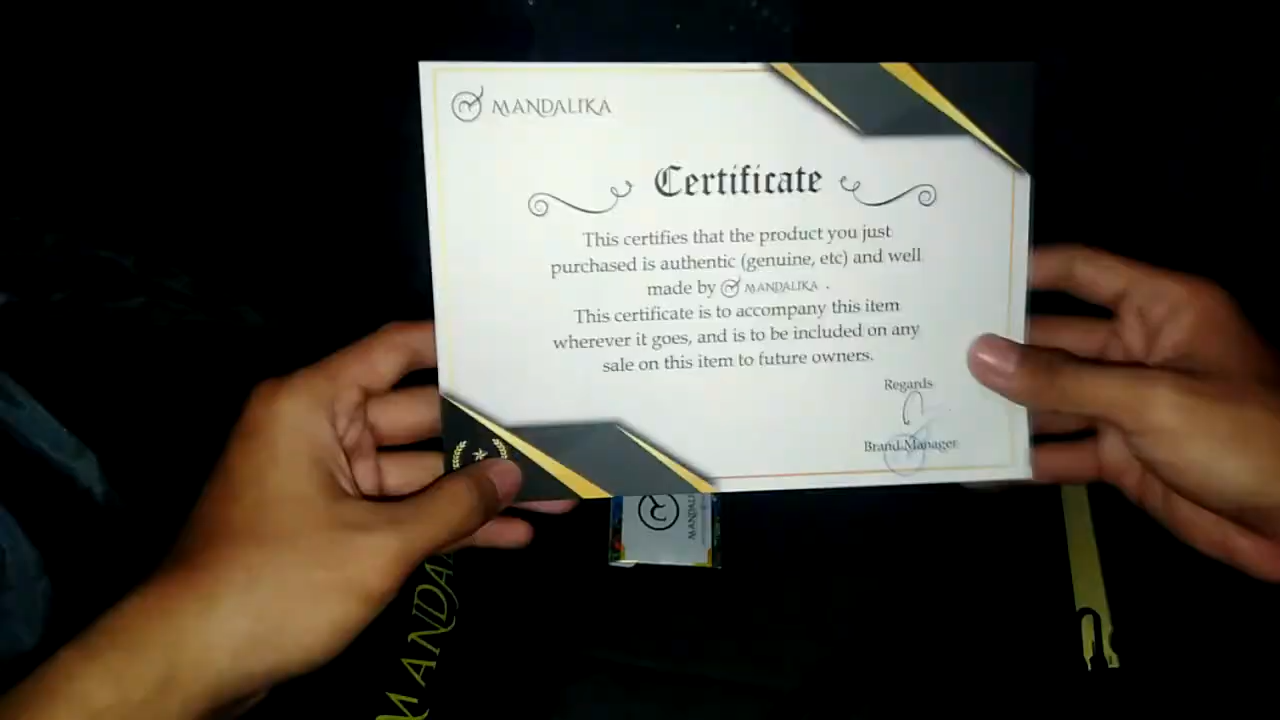 MANDALIKA
Certificate
This certifies that the product you just
purchased is authentic (genuine, etc) and well
made by MANDALIKA .
This certificate is to accompany this item
wherever it goes, and is to be included on any
sale on this item to future owners.
Regards
Brand Manager
MANDALIK
MANDA